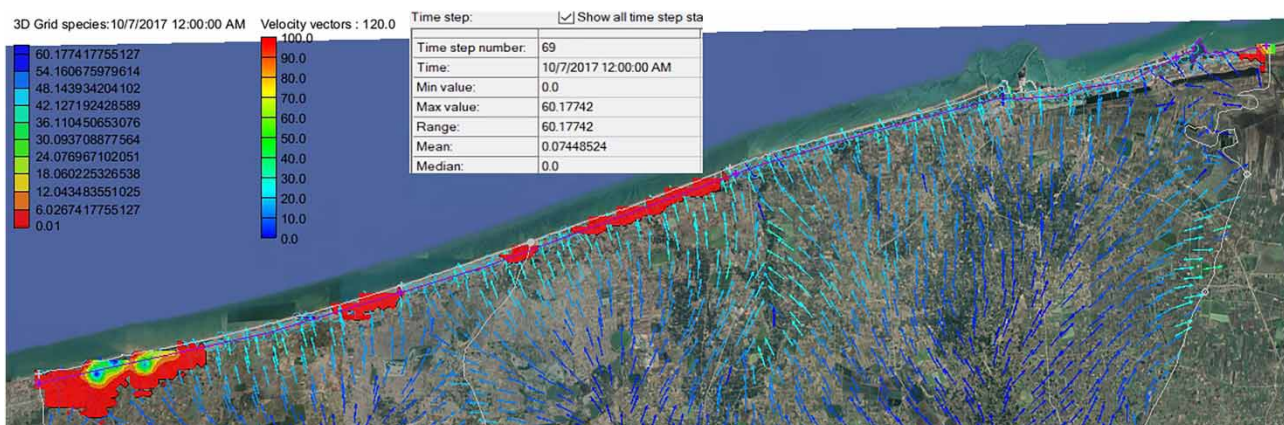 3D Grid species:10/7/2017 12:00:00 AM
60.177417755127
54.160675979614
48.143934204102
42.127192428589
36.110450653076
30.093708877564
24.076967102051
18.060225326538
12.043483551025
6.0267417755127
0.01
Velocity vectors : 120.0
100.0
90.0
80.0
70.0
60.0
50.0
40.0
30.0
20.0
10.0
0.0
Time step: Show all time step sta
Time step number: 69
Time: 10/7/2017 12:00:00 AM
Min value: 0.0
Max value: 60.17742
Range: 60.17742
Mean: 0.07448524
Median: 0.0